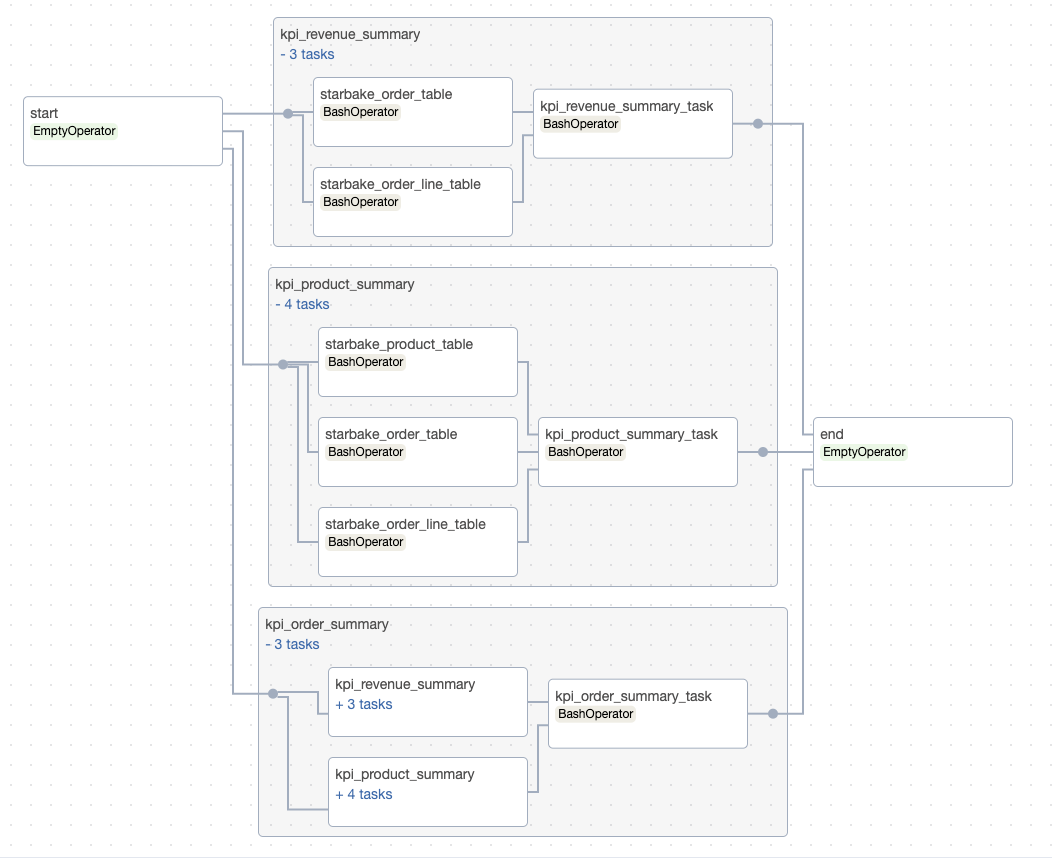 start
EmptyOperator
kpi_revenue_summary
- 3 tasks
starbake_order_table
BashOperator
starbake_order_line_table
BashOperator
kpi_revenue_summary_task
BashOperator
kpi_product_summary
- 4 tasks
starbake_product_table
BashOperator
starbake_order_table
BashOperator
starbake_order_line_table
BashOperator
kpi_product_summary_task
BashOperator
kpi_order_summary
- 3 tasks
kpi_revenue_summary
+ 3 tasks
kpi_product_summary
+ 4 tasks
kpi_order_summary_task
BashOperator
end
EmptyOperator